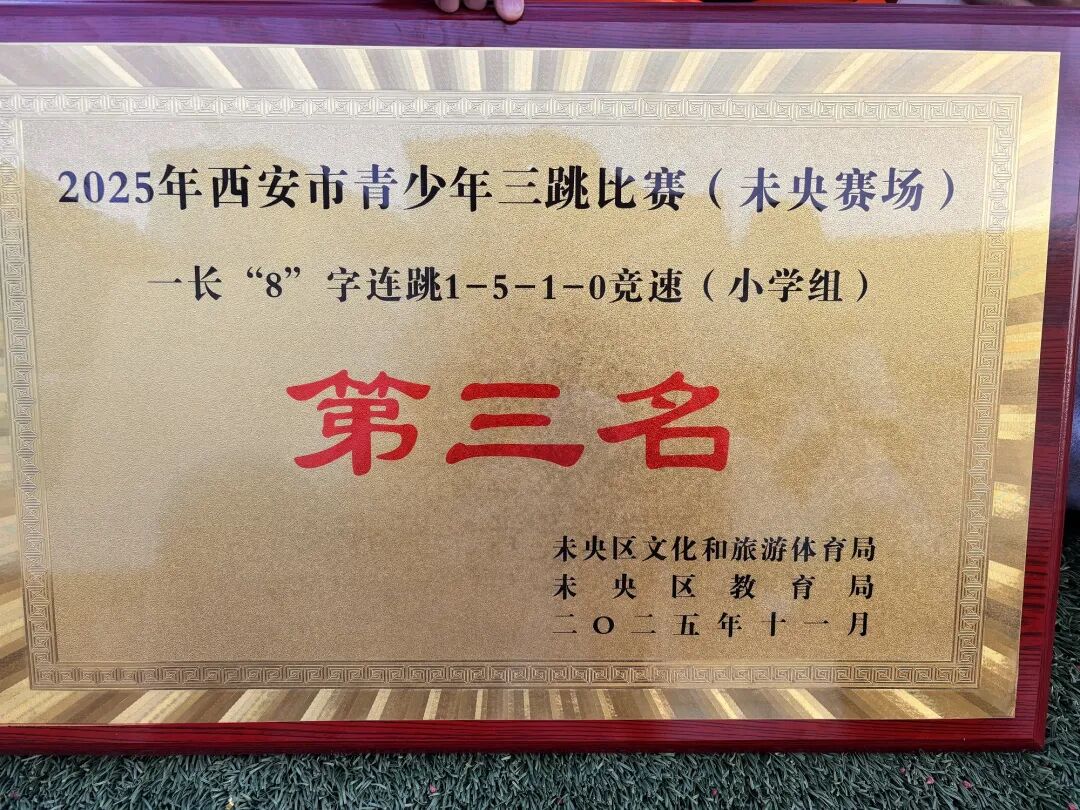 2025年西安市青少年三跳比赛（未央赛场）
一长“8”字连跳1-5-1-0竞速（小学组）
第三名
未央区文化和旅游体育局
未央区教育局
二〇二五年十一月